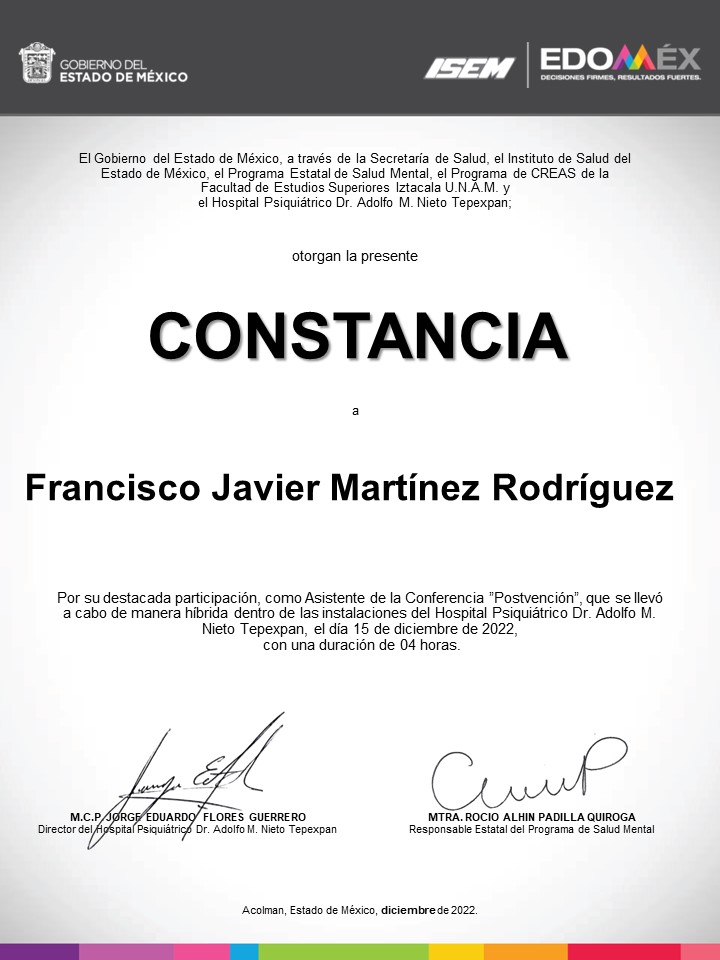 GOBIERNO DEL
ESTADO DE MÉXICO
ISEM
EDOMÉX
DECISIONES FIRMES, RESULTADOS FUERTES.
El Gobierno del Estado de México, a través de la Secretaría de Salud, el Instituto de Salud del
Estado de México, el Programa Estatal de Salud Mental, el Programa de CREAS de la
Facultad de Estudios Superiores Iztacala U.N.A.M. y
el Hospital Psiquiátrico Dr. Adolfo M. Nieto Tepexpan;
otorgan la presente
CONSTANCIA
a
Francisco Javier Martínez Rodríguez
Por su destacada participación, como Asistente de la Conferencia ”Postvención”, que se llevó
a cabo de manera híbrida dentro de las instalaciones del Hospital Psiquiátrico Dr. Adolfo M.
Nieto Tepexpan, el día 15 de diciembre de 2022,
con una duración de 04 horas.
M.C.P. JORGE EDUARDO FLORES GUERRERO
Director del Hospital Psiquiátrico Dr. Adolfo M. Nieto Tepexpan
MTRA. ROCIO ALHIN PADILLA QUIROGA
Responsable Estatal del Programa de Salud Mental
Acolman, Estado de México, diciembre de 2022.